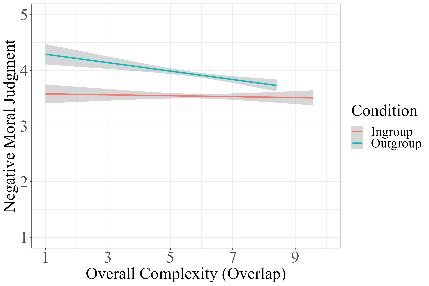 Negative Moral Judgment
5
4
3
2
1
1 3 5 7 9
Overall Complexity (Overlap)
Condition
Ingroup
Outgroup